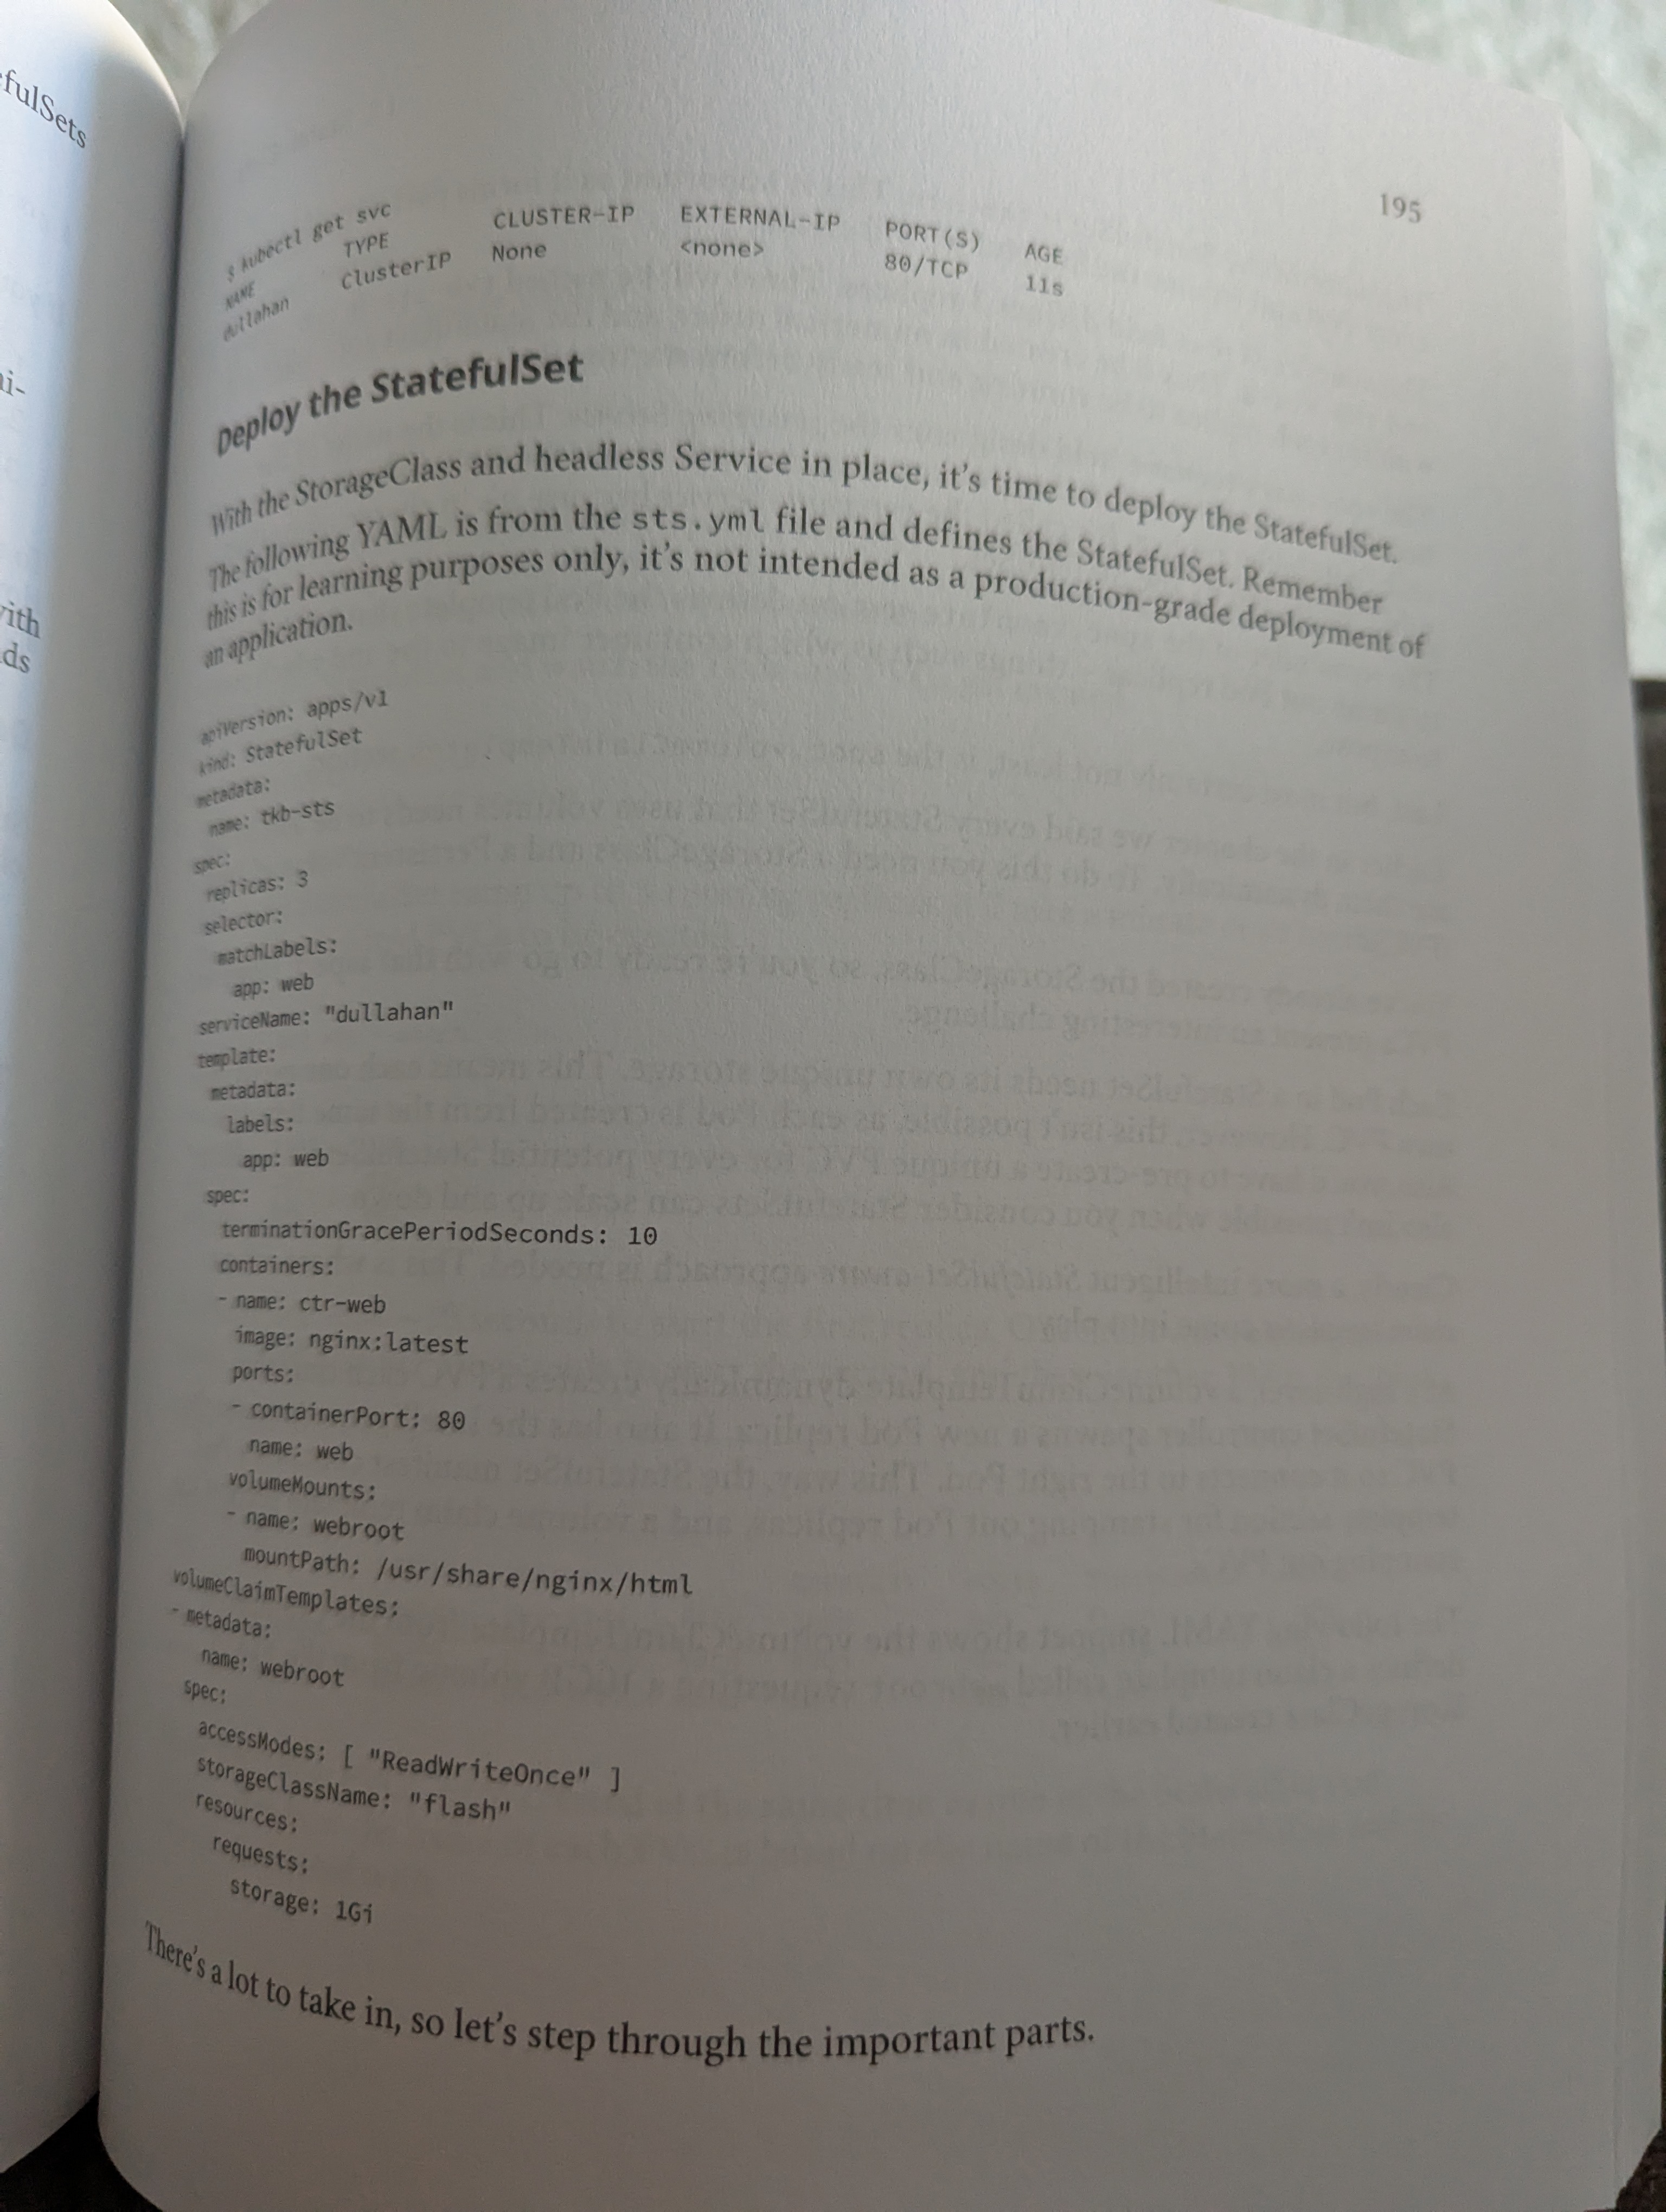 efulSets
ai-
with
ds
195
$ kubectl get svc
NAME TYPE CLUSTER-IP EXTERNAL-IP PORT(S) AGE
dullahan ClusterIP None <none> 80/TCP 11s
Deploy the StatefulSet
With the StorageClass and headless Service in place, it's time to deploy the StatefulSet.
The following YAML is from the sts.yml file and defines the StatefulSet. Remember
this is for learning purposes only, it's not intended as a production-grade deployment of
an application.
apiVersion: apps/v1
kind: StatefulSet
metadata:
  name: tkb-sts
spec:
  replicas: 3
  selector:
    matchLabels:
      app: web
  serviceName: "dullahan"
  template:
    metadata:
      labels:
        app: web
    spec:
      terminationGracePeriodSeconds: 10
      containers:
      - name: ctr-web
        image: nginx:latest
        ports:
        - containerPort: 80
          name: web
        volumeMounts:
        - name: webroot
          mountPath: /usr/share/nginx/html
  volumeClaimTemplates:
  - metadata:
      name: webroot
    spec:
      accessModes: [ "ReadWriteOnce" ]
      storageClassName: "flash"
      resources:
        requests:
          storage: 1Gi
There's a lot to take in, so let's step through the important parts.